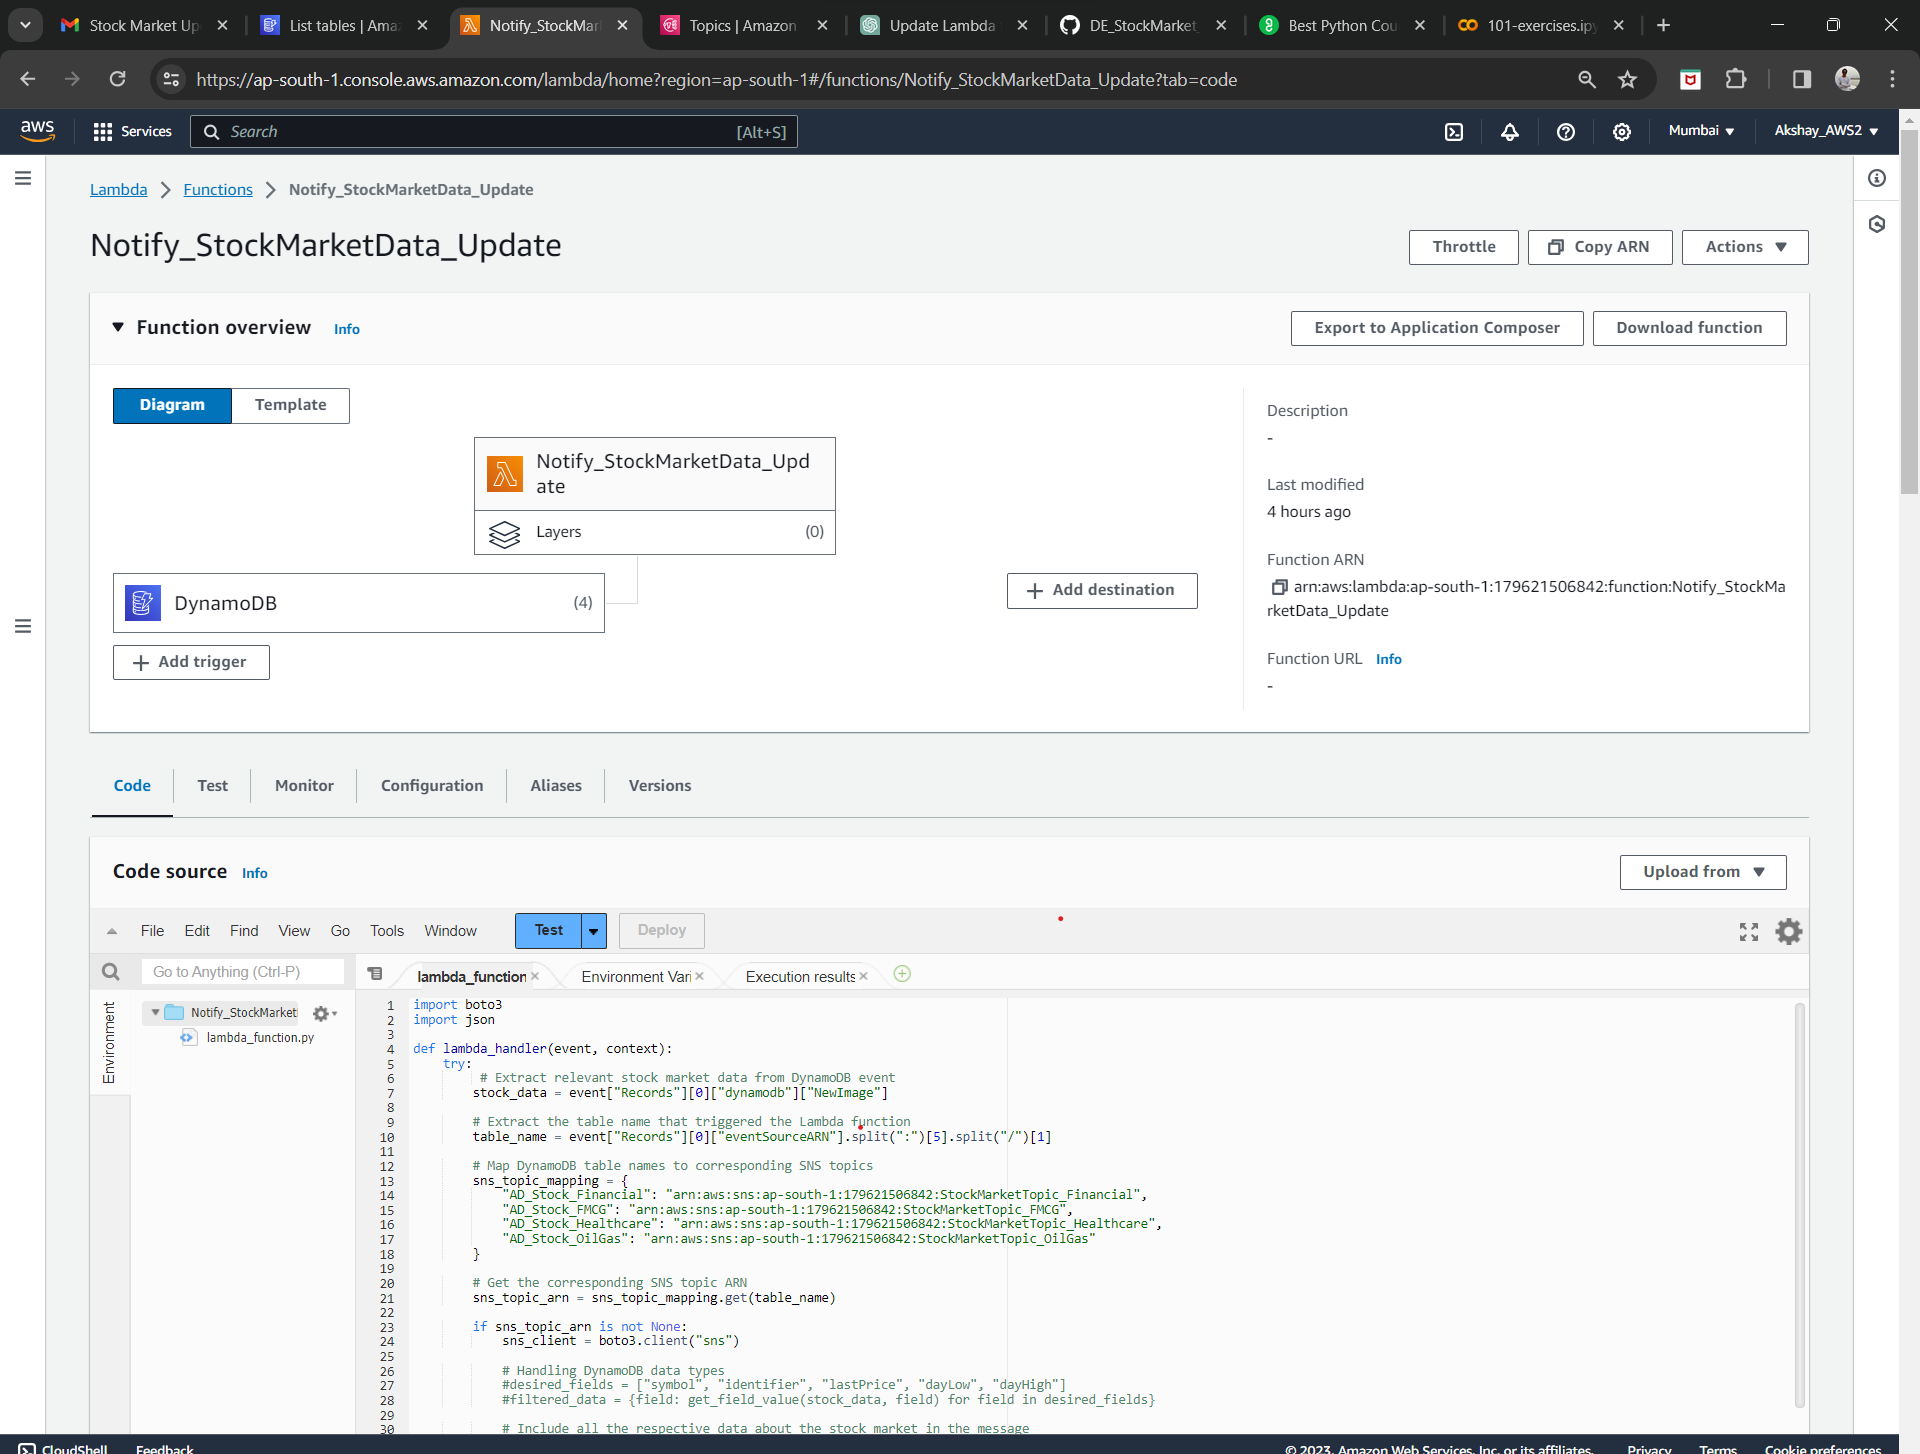 Stock Market Up
List tables | Ama
Notify_StockMar
Topics | Amazon
Update Lambda
DE_StockMarket
Best Python Cou
101-exercises.ipy
https://ap-south-1.console.aws.amazon.com/lambda/home?region=ap-south-1#/functions/Notify_StockMarketData_Update?tab=code
aws
Services
Search
[Alt+S]
Mumbai
Akshay_AWS2
Lambda
Functions
Notify_StockMarketData_Update
Notify_StockMarketData_Update
Throttle
Copy ARN
Actions
Function overview
Info
Export to Application Composer
Download function
Diagram
Template
Notify_StockMarketData_Upd
ate
Layers
(0)
DynamoDB
(4)
Add trigger
Add destination
Description
-
Last modified
4 hours ago
Function ARN
arn:aws:lambda:ap-south-1:179621506842:function:Notify_StockMa
rketData_Update
Function URL Info
-
Code
Test
Monitor
Configuration
Aliases
Versions
Code source
Info
Upload from
File
Edit
Find
View
Go
Tools
Window
Test
Deploy
Go to Anything (Ctrl-P)
lambda_function
Environment Vari
Execution results
Environment
Notify_StockMarket
lambda_function.py
1 import boto3
2 import json
3
4 def lambda_handler(event, context):
5 try:
6 # Extract relevant stock market data from DynamoDB event
7 stock_data = event["Records"][0]["dynamodb"]["NewImage"]
8
9 # Extract the table name that triggered the Lambda function
10 table_name = event["Records"][0]["eventSourceARN"].split(":")[5].split("/")[1]
11
12 # Map DynamoDB table names to corresponding SNS topics
13 sns_topic_mapping = {
14 "AD_Stock_Financial": "arn:aws:sns:ap-south-1:179621506842:StockMarketTopic_Financial",
15 "AD_Stock_FMCG": "arn:aws:sns:ap-south-1:179621506842:StockMarketTopic_FMCG",
16 "AD_Stock_Healthcare": "arn:aws:sns:ap-south-1:179621506842:StockMarketTopic_Healthcare",
17 "AD_Stock_OilGas": "arn:aws:sns:ap-south-1:179621506842:StockMarketTopic_OilGas"
18 }
19
20 # Get the corresponding SNS topic ARN
21 sns_topic_arn = sns_topic_mapping.get(table_name)
22
23 if sns_topic_arn is not None:
24 sns_client = boto3.client("sns")
25
26 # Handling DynamoDB data types
27 #desired_fields = ["symbol", "identifier", "lastPrice", "dayLow", "dayHigh"]
28 #filtered_data = {field: get_field_value(stock_data, field) for field in desired_fields}
29
30 # Include all the respective data about the stock market in the message
CloudShell
Feedback
© 2023, Amazon Web Services, Inc. or its affiliates.
Privacy
Terms
Cookie preferences